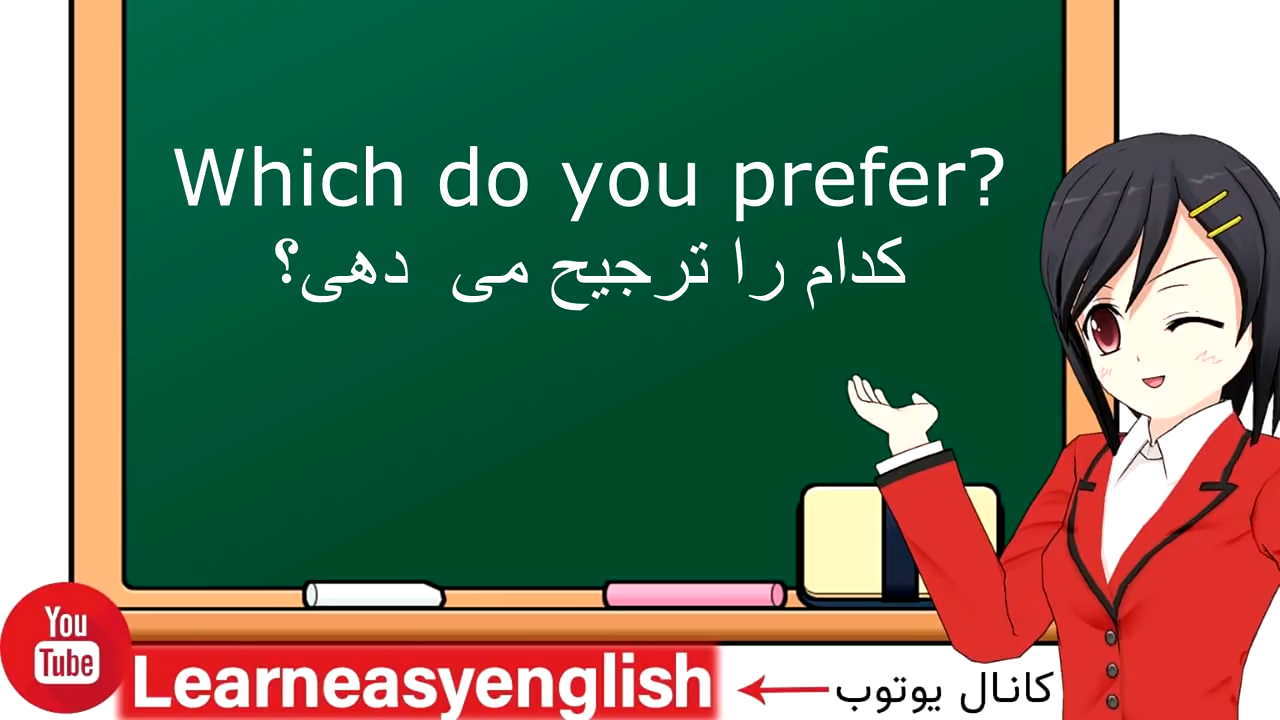 Which do you prefer?
کدام را ترجیح می دهی؟
You
Tube
Learneasyenglish
کانال یوتوب